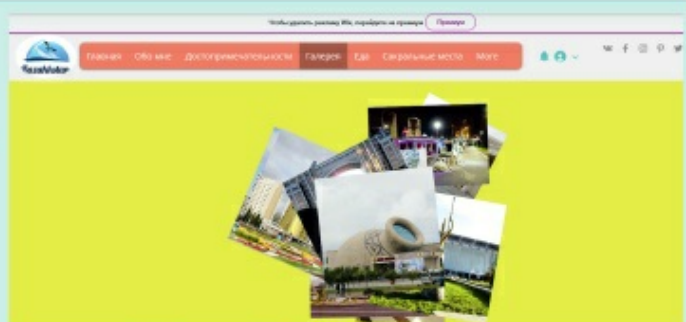 Чтобы удалить рекламу Wix, перейдите на премиум Премиум
Главная Обо мне Достопримечательности Галерея Еда Сакральные места More